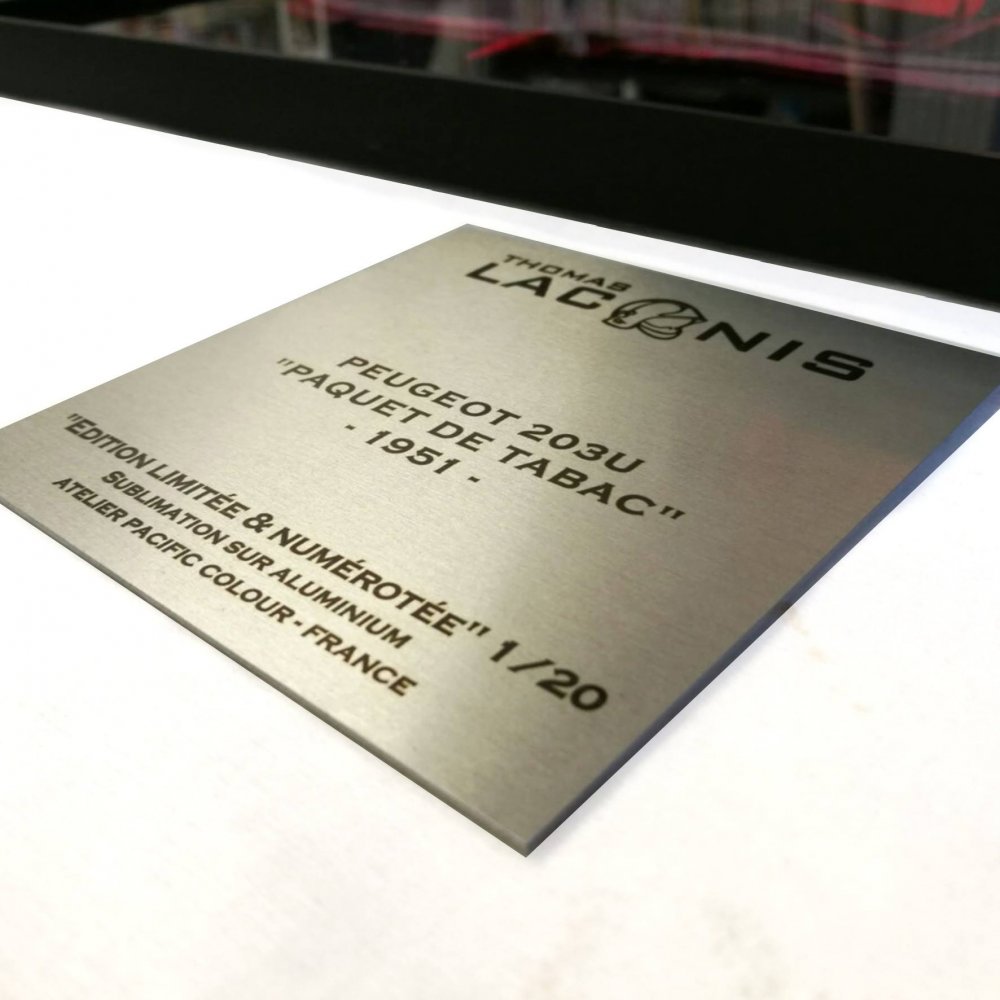 THOMAS
LACONIS
PEUGEOT 203U
"PAQUET DE TABAC"
- 1951 -
"EDITION LIMITÉE & NUMÉROTÉE" 1/20
SUBLIMATION SUR ALUMINIUM
ATELIER PACIFIC COLOUR - FRANCE